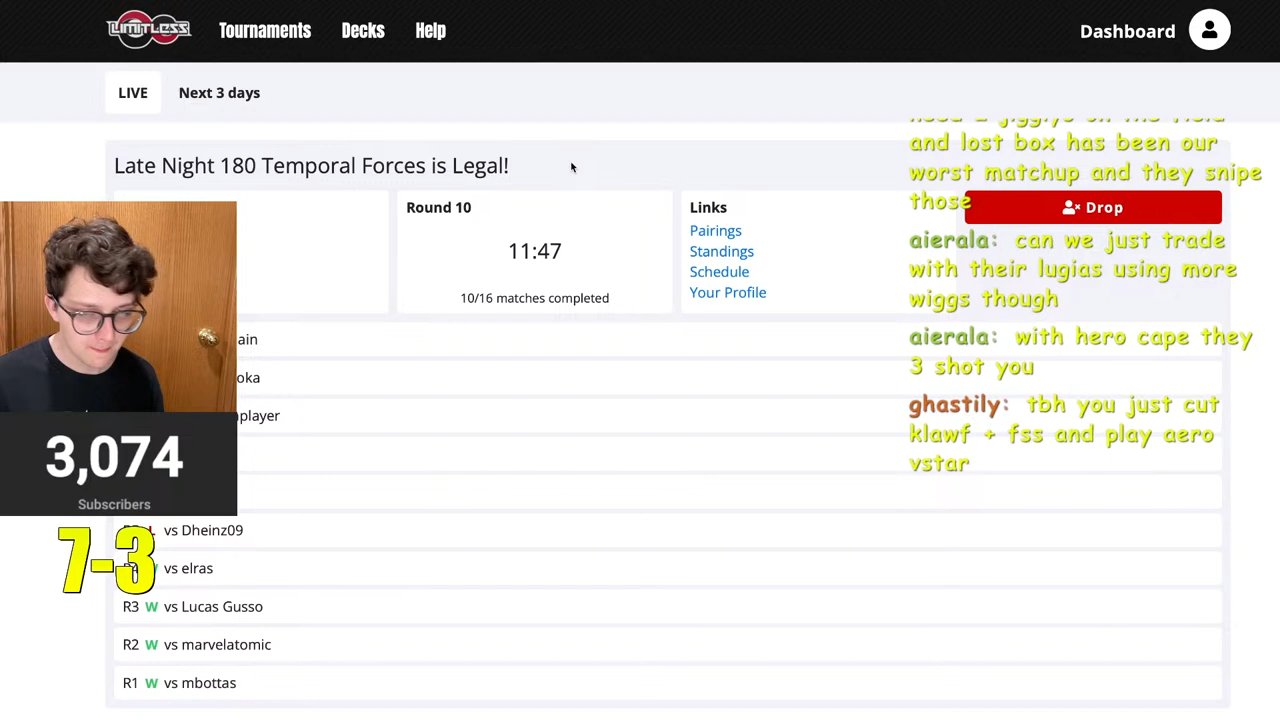 LIMITLESS
Tournaments
Decks
Help
Dashboard
LIVE
Next 3 days
Late Night 180 Temporal Forces is Legal!
Round 10
11:47
10/16 matches completed
Links
Pairings
Standings
Schedule
Your Profile
Drop
and lost box has been our
worst matchup and they snipe
those
aierala: can we just trade
with their lugias using more
wiggs though
aierala: with hero cape they
3 shot you
ghastily: tbh you just cut
klawf + fss and play aero
vstar
ain
oka
player
3,074
Subscribers
7-3
L vs Dheinz09
vs elras
R3 W vs Lucas Gusso
R2 W vs marvelatomic
R1 W vs mbottas